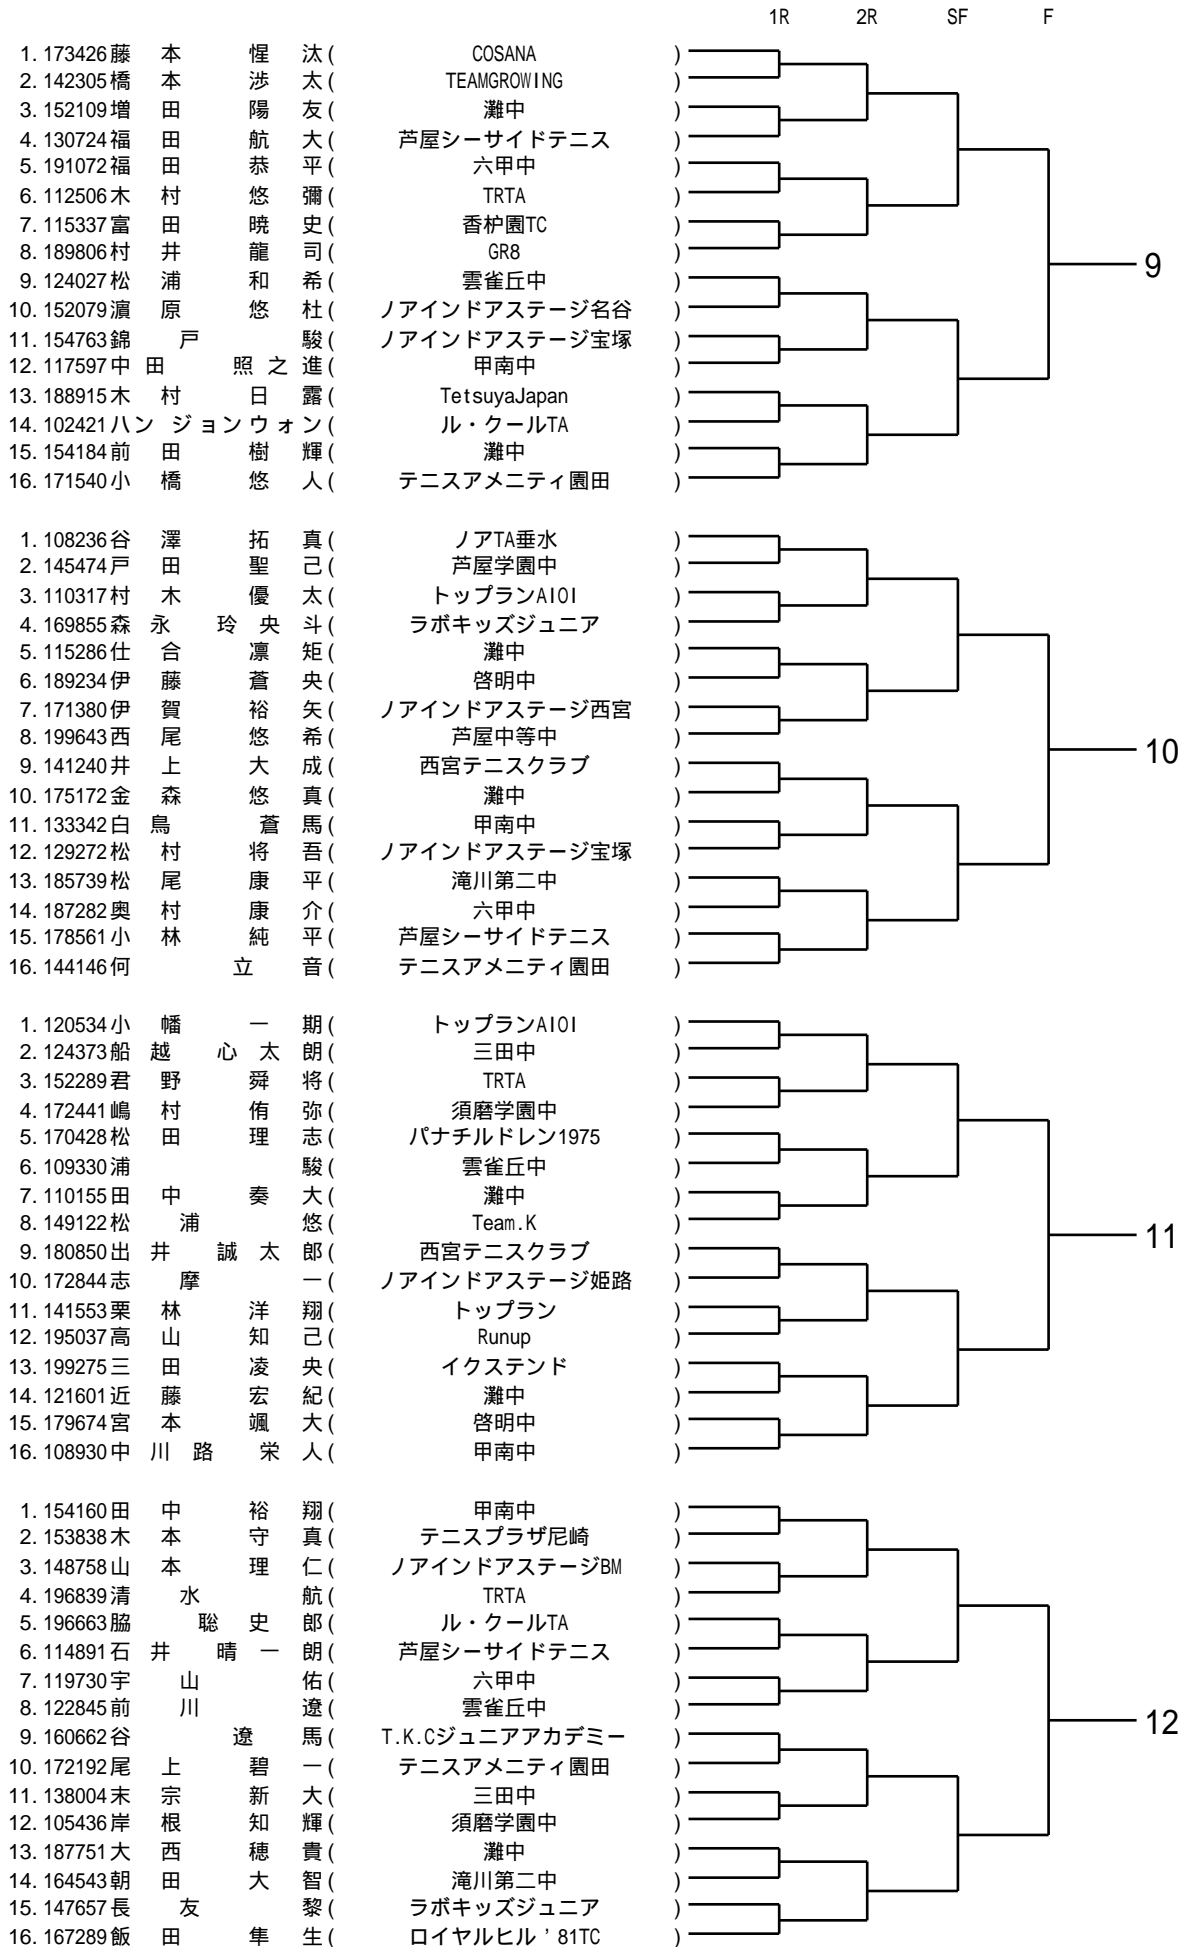 1R 2R SF F
1. 173426 藤本 惺汰 ( COSANA )
2. 142305 橋本 渉太 ( TEAMGROWING )
3. 152109 増田 陽友 ( 灘中 )
4. 130724 福田 航大 ( 芦屋シーサイドテニス )
5. 191072 福田 恭平 ( 六甲中 )
6. 112506 木村 悠彌 ( TRTA )
7. 115337 富田 暁史 ( 香枦園TC )
8. 189806 村井 龍司 ( GR8 )
9. 124027 松浦 和希 ( 雲雀丘中 )
10. 152079 濵原 悠杜 ( ノアインドアステージ名谷 )
11. 154763 錦戸 駿 ( ノアインドアステージ宝塚 )
12. 117597 中田 照之進 ( 甲南中 )
13. 188915 木村 日露 ( TetsuyaJapan )
14. 102421 ハン ジョンウォン ( ル・クールTA )
15. 154184 前田 樹輝 ( 灘中 )
16. 171540 小橋 悠人 ( テニスアメニティ園田 )
9
1. 108236 谷澤 拓真 ( ノアTA垂水 )
2. 145474 戸田 聖己 ( 芦屋学園中 )
3. 110317 村木 優太 ( トップランAIOI )
4. 169855 森永 玲央斗 ( ラボキッズジュニア )
5. 115286 仕合 凛矩 ( 灘中 )
6. 189234 伊藤 蒼央 ( 啓明中 )
7. 171380 伊賀 裕矢 ( ノアインドアステージ西宮 )
8. 199643 西尾 悠希 ( 芦屋中等中 )
9. 141240 井上 大成 ( 西宮テニスクラブ )
10. 175172 金森 悠真 ( 灘中 )
11. 133342 白鳥 蒼馬 ( 甲南中 )
12. 129272 松村 将吾 ( ノアインドアステージ宝塚 )
13. 185739 松尾 康平 ( 滝川第二中 )
14. 187282 奥村 康介 ( 六甲中 )
15. 178561 小林 純平 ( 芦屋シーサイドテニス )
16. 144146 何 立音 ( テニスアメニティ園田 )
10
1. 120534 小幡 一期 ( トップランAIOI )
2. 124373 船越 心太朗 ( 三田中 )
3. 152289 君野 舜将 ( TRTA )
4. 172441 嶋村 侑弥 ( 須磨学園中 )
5. 170428 松田 理志 ( パナチルドレン1975 )
6. 109330 浦 駿 ( 雲雀丘中 )
7. 110155 田中 奏大 ( 灘中 )
8. 149122 松浦 悠 ( Team.K )
9. 180850 出井 誠太郎 ( 西宮テニスクラブ )
10. 172844 志摩 一 ( ノアインドアステージ姫路 )
11. 141553 栗林 洋翔 ( トップラン )
12. 195037 高山 知己 ( Runup )
13. 199275 三田 凌央 ( イクステンド )
14. 121601 近藤 宏紀 ( 灘中 )
15. 179674 宮本 颯大 ( 啓明中 )
16. 108930 中川路 栄人 ( 甲南中 )
11
1. 154160 田中 裕翔 ( 甲南中 )
2. 153838 木本 守真 ( テニスプラザ尼崎 )
3. 148758 山本 理仁 ( ノアインドアステージBM )
4. 196839 清水 航 ( TRTA )
5. 196663 脇 聡史郎 ( ル・クールTA )
6. 114891 石井 晴一朗 ( 芦屋シーサイドテニス )
7. 119730 宇山 佑 ( 六甲中 )
8. 122845 前川 遼 ( 雲雀丘中 )
9. 160662 谷 遼馬 ( T.K.Cジュニアアカデミー )
10. 172192 尾上 碧一 ( テニスアメニティ園田 )
11. 138004 末宗 新大 ( 三田中 )
12. 105436 岸根 知輝 ( 須磨学園中 )
13. 187751 大西 穂貴 ( 灘中 )
14. 164543 朝田 大智 ( 滝川第二中 )
15. 147657 長友 黎 ( ラボキッズジュニア )
16. 167289 飯田 隼生 ( ロイヤルヒル'81TC )
12